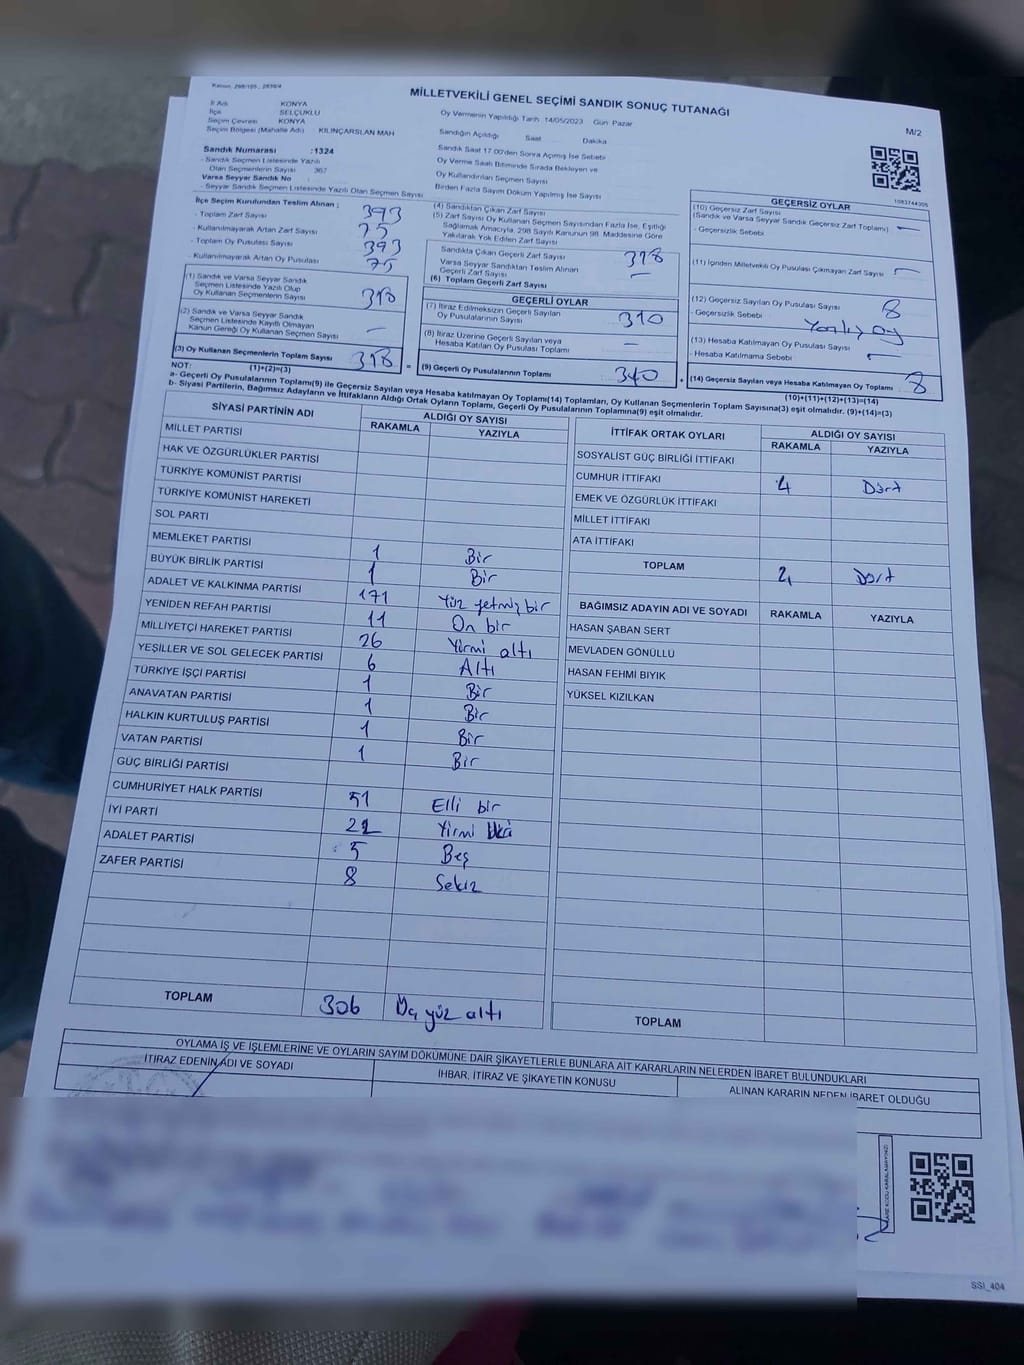 Kanun, 298/105_ 2839/4
MİLLETVEKİLİ GENEL SEÇİMİ SANDIK SONUÇ TUTANAĞI
M/2
İl Adı KONYA
İlçe SELÇUKLU
Seçim Çevresi KONYA
Seçim Bölgesi (Mahalle Adı) KILINÇARSLAN MAH
Oy Vermenin Yapıldığı Tarih 14/05/2023 Gün Pazar
Sandığın Açıldığı Saat Dakika
Sandık Saat 17.00'den Sonra Açımış İse Sebebi
Oy Verme Saati Bitiminde Sırada Bekleyen ve
Oy Kullandırılan Seçmen Sayısı
Birden Fazla Sayım Döküm Yapılmış İse Sayısı
Sandık Numarası :1324
- Sandık Seçmen Listesinde Yazılı
Olan Seçmenlerin Sayısı 367
Varsa Seyyar Sandık No :
- Seyyar Sandık Seçmen Listesinde Yazılı Olan Seçmen Sayısı
1083744305
İlçe Seçim Kurulundan Teslim Alınan :
- Toplam Zarf Sayısı 393
- Kullanılmayarak Artan Zarf Sayısı 75
- Toplam Oy Pusulası Sayısı 393
- Kullanılmayarak Artan Oy Pusulası 75
(1) Sandık ve Varsa Seyyar Sandık
Seçmen Listesinde Yazılı Olup
Oy Kullanan Seçmenlerin Sayısı 318
(2) Sandık ve Varsa Seyyar Sandık
Seçmen Listesinde Kayıtlı Olmayan
Kanun Gereği Oy Kullanan Seçmen Sayısı —
(3) Oy Kullanan Seçmenlerin Toplam Sayısı 318
(1)+(2)=(3)
(4) Sandıktan Çıkan Zarf Sayısı
(5) Zarf Sayısı Oy Kullanan Seçmen Sayısından Fazla İse, Eşitliği
Sağlamak Amacıyla, 298 Sayılı Kanunun 98. Maddesine Göre
Yakılarak Yok Edilen Zarf Sayısı
Sandıkta Çıkan Geçerli Zarf Sayısı 318
Varsa Seyyar Sandıktan Teslim Alınan
Geçerli Zarf Sayısı —
(6) Toplam Geçerli Zarf Sayısı
GEÇERLİ OYLAR
(7) İtiraz Edilmeksizin Geçerli Sayılan
Oy Pusulalarının Sayısı 310
(8) İtiraz Üzerine Geçerli Sayılan veya
Hesaba Katılan Oy Pusulası Toplamı —
= (9) Geçerli Oy Pusulalarının Toplamı 310 +
GEÇERSİZ OYLAR
(10) Geçersiz Zarf Sayısı
(Sandık ve Varsa Seyyar Sandık Geçersiz Zarf Toplamı) —
- Geçersizlik Sebebi
(11) İçinden Milletvekili Oy Pusulası Çıkmayan Zarf Sayısı —
(12) Geçersiz Sayılan Oy Pusulası Sayısı 8
- Geçersizlik Sebebi Yanlış Oy
(13) Hesaba Katılmayan Oy Pusulası Sayısı
- Hesaba Katılmama Sebebi —
(14) Geçersiz Sayılan veya Hesaba Katılmayan Oy Toplamı 8
(10)+(11)+(12)+(13)=(14)
NOT:
a- Geçerli Oy Pusulalarının Toplamı(9) ile Geçersiz Sayılan veya Hesaba katılmayan Oy Toplamı(14) Toplamları, Oy Kullanan Seçmenlerin Toplam Sayısına(3) eşit olmalıdır. (9)+(14)=(3)
b- Siyasi Partilerin, Bağımsız Adayların ve İttifakların Aldığı Ortak Oyların Toplamı, Geçerli Oy Pusulalarının Toplamına(9) eşit olmalıdır.
SİYASİ PARTİNİN ADI ALDIĞI OY SAYISI
RAKAMLA YAZIYLA
MİLLET PARTİSİ
HAK VE ÖZGÜRLÜKLER PARTİSİ
TÜRKİYE KOMÜNİST PARTİSİ
TÜRKİYE KOMÜNİST HAREKETİ
SOL PARTİ
MEMLEKET PARTİSİ 1 Bir
BÜYÜK BİRLİK PARTİSİ 1 Bir
ADALET VE KALKINMA PARTİSİ 171 Yüz yetmiş bir
YENİDEN REFAH PARTİSİ 11 On bir
MİLLİYETÇİ HAREKET PARTİSİ 26 Yirmi altı
YEŞİLLER VE SOL GELECEK PARTİSİ 6 Altı
TÜRKİYE İŞÇİ PARTİSİ 1 Bir
ANAVATAN PARTİSİ 1 Bir
HALKIN KURTULUŞ PARTİSİ 1 Bir
VATAN PARTİSİ 1 Bir
GÜÇ BİRLİĞİ PARTİSİ
CUMHURİYET HALK PARTİSİ 51 Elli bir
İYİ PARTİ 22 Yirmi iki
ADALET PARTİSİ 5 Beş
ZAFER PARTİSİ 8 Sekiz
TOPLAM 306 Üç yüz altı
İTTİFAK ORTAK OYLARI ALDIĞI OY SAYISI
RAKAMLA YAZIYLA
SOSYALİST GÜÇ BİRLİĞİ İTTİFAKI
CUMHUR İTTİFAKI 4 Dört
EMEK VE ÖZGÜRLÜK İTTİFAKI
MİLLET İTTİFAKI
ATA İTTİFAKI
TOPLAM 4 Dört
BAĞIMSIZ ADAYIN ADI VE SOYADI RAKAMLA YAZIYLA
HASAN ŞABAN SERT
MEVLADEN GÖNÜLLÜ
HASAN FEHMI BIYIK
YÜKSEL KIZILKAN
TOPLAM
OYLAMA İŞ VE İŞLEMLERİNE VE OYLARIN SAYIM DÖKÜMÜNE DAİR ŞİKAYETLERLE BUNLARA AİT KARARLARIN NELERDEN İBARET BULUNDUKLARI
İTİRAZ EDENİN ADI VE SOYADI İHBAR, İTİRAZ VE ŞİKAYETİN KONUSU ALINAN KARARIN NEDEN İBARET OLDUĞU
KARE KODU KARALAMAYINIZ!
SSI_404